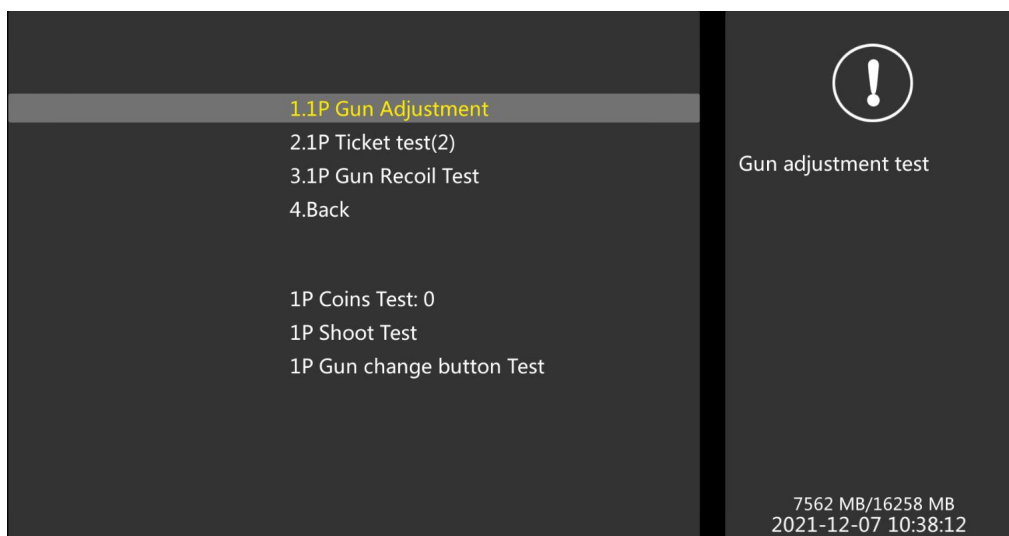 1.1P Gun Adjustment
2.1P Ticket test(2)
3.1P Gun Recoil Test
4.Back
1P Coins Test: 0
1P Shoot Test
1P Gun change button Test
Gun adjustment test
7562 MB/16258 MB
2021-12-07 10:38:12